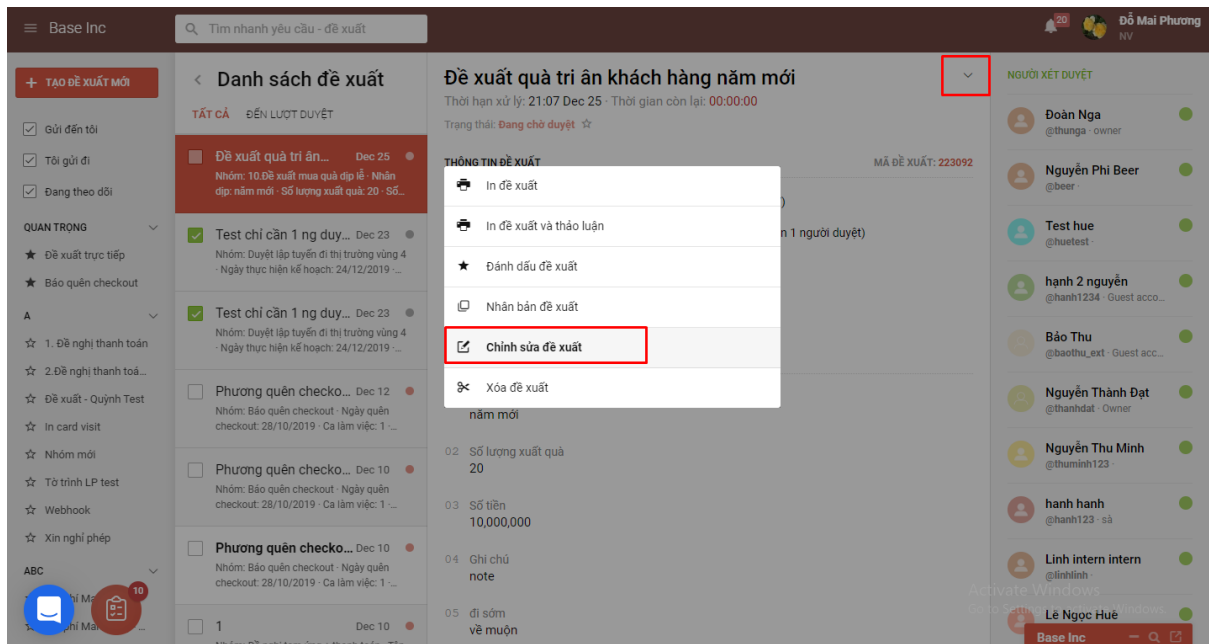 Base Inc
Tìm nhanh yêu cầu - đề xuất
20
Đỗ Mai Phương
NV
+ TẠO ĐỀ XUẤT MỚI
Gửi đến tôi
Tôi gửi đi
Đang theo dõi
QUAN TRỌNG
Đề xuất trực tiếp
Báo quên checkout
A
1. Đề nghị thanh toán
2.Đề nghị thanh toá...
Đề xuất - Quỳnh Test
In card visit
Nhóm mới
Tờ trình LP test
Webhook
Xin nghỉ phép
ABC
10
Danh sách đề xuất
TẤT CẢ ĐẾN LƯỢT DUYỆT
Đề xuất quà tri ân... Dec 25
Nhóm: 10.Đề xuất mua quà dịp lễ · Nhân
dịp: năm mới · Số lượng xuất quà: 20 · Số...
Test chỉ cần 1 ng duy... Dec 23
Nhóm: Duyệt lập tuyến đi thị trường vùng 4
· Ngày thực hiện kế hoạch: 24/12/2019 ·...
Test chỉ cần 1 ng duy... Dec 23
Nhóm: Duyệt lập tuyến đi thị trường vùng 4
· Ngày thực hiện kế hoạch: 24/12/2019 ·...
Phương quên checko... Dec 12
Nhóm: Báo quên checkout · Ngày quên
checkout: 28/10/2019 · Ca làm việc: 1 ·...
Phương quên checko... Dec 10
Nhóm: Báo quên checkout · Ngày quên
checkout: 28/10/2019 · Ca làm việc: 1 ·...
Phương quên checko... Dec 10
Nhóm: Báo quên checkout · Ngày quên
checkout: 28/10/2019 · Ca làm việc: 1 ·...
1 Dec 10
Đề xuất quà tri ân khách hàng năm mới
Thời hạn xử lý: 21:07 Dec 25 · Thời gian còn lại: 00:00:00
Trạng thái: Đang chờ duyệt
THÔNG TIN ĐỀ XUẤT MÃ ĐỀ XUẤT: 223092
In đề xuất
)
In đề xuất và thảo luận
n 1 người duyệt)
Đánh dấu đề xuất
Nhân bản đề xuất
Chỉnh sửa đề xuất
Xóa đề xuất
năm mới
02 Số lượng xuất quà
20
03 Số tiền
10,000,000
04 Ghi chú
note
05 đi sớm
về muộn
NGƯỜI XÉT DUYỆT
Đoàn Nga
@thunga · owner
Nguyễn Phi Beer
@beer ·
Test hue
@huetest ·
hạnh 2 nguyễn
@hanh1234 · Guest acco...
Bảo Thu
@baothu_ext · Guest acc...
Nguyễn Thành Đạt
@thanhdat · Owner
Nguyễn Thu Minh
@thuminh123 ·
hanh hanh
@hanh123 · sà
Linh intern intern
@linhlinh ·
Activate Windows
Lê Ngọc Huê
Base Inc